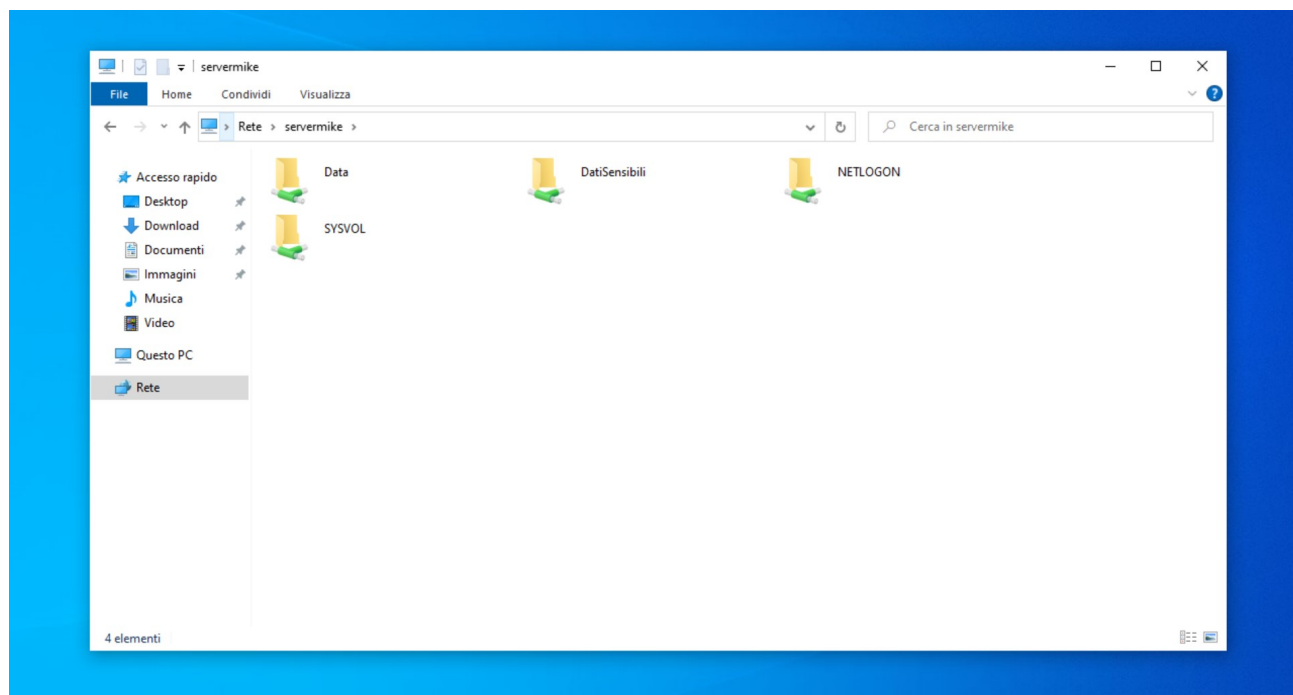 servermike
File Home Condividi Visualizza
Rete servermike Cerca in servermike
Accesso rapido
Desktop
Download
Documenti
Immagini
Musica
Video
Questo PC
Rete
Data DatiSensibili NETLOGON
SYSVOL
4 elementi